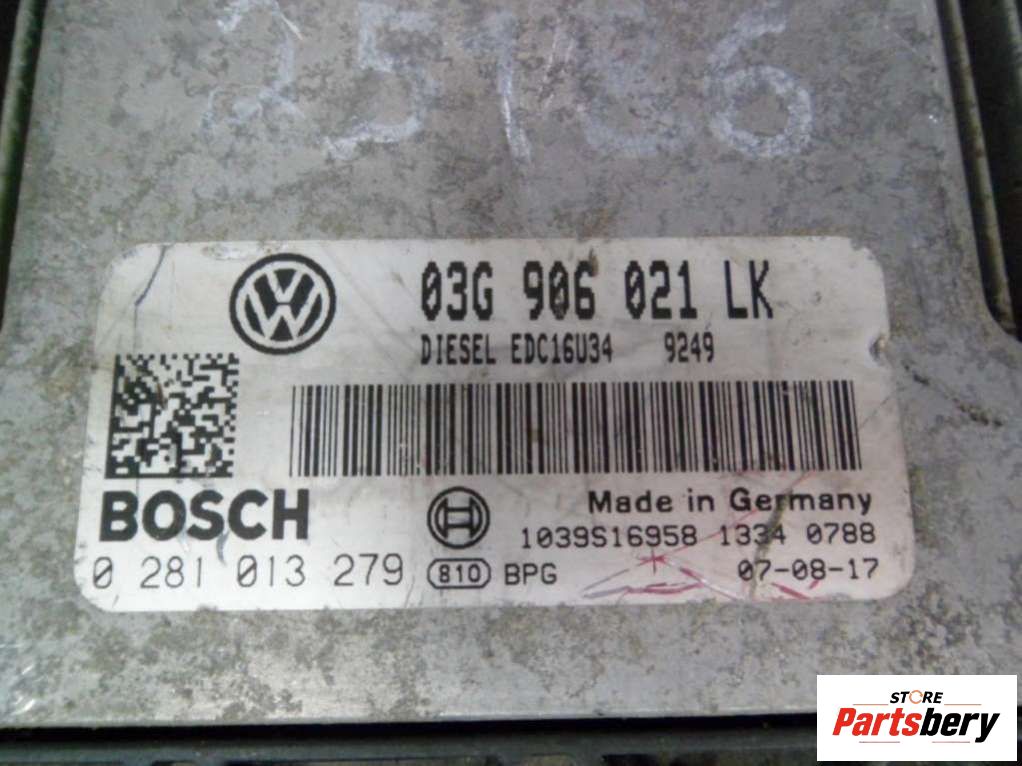 25166
03G 906 021 LK
DIESEL EDC16U34 9249
BOSCH
Made in Germany
1039S16958 1334 0788
0 281 013 279 810 BPG 07-08-17
STORE
Partsbery